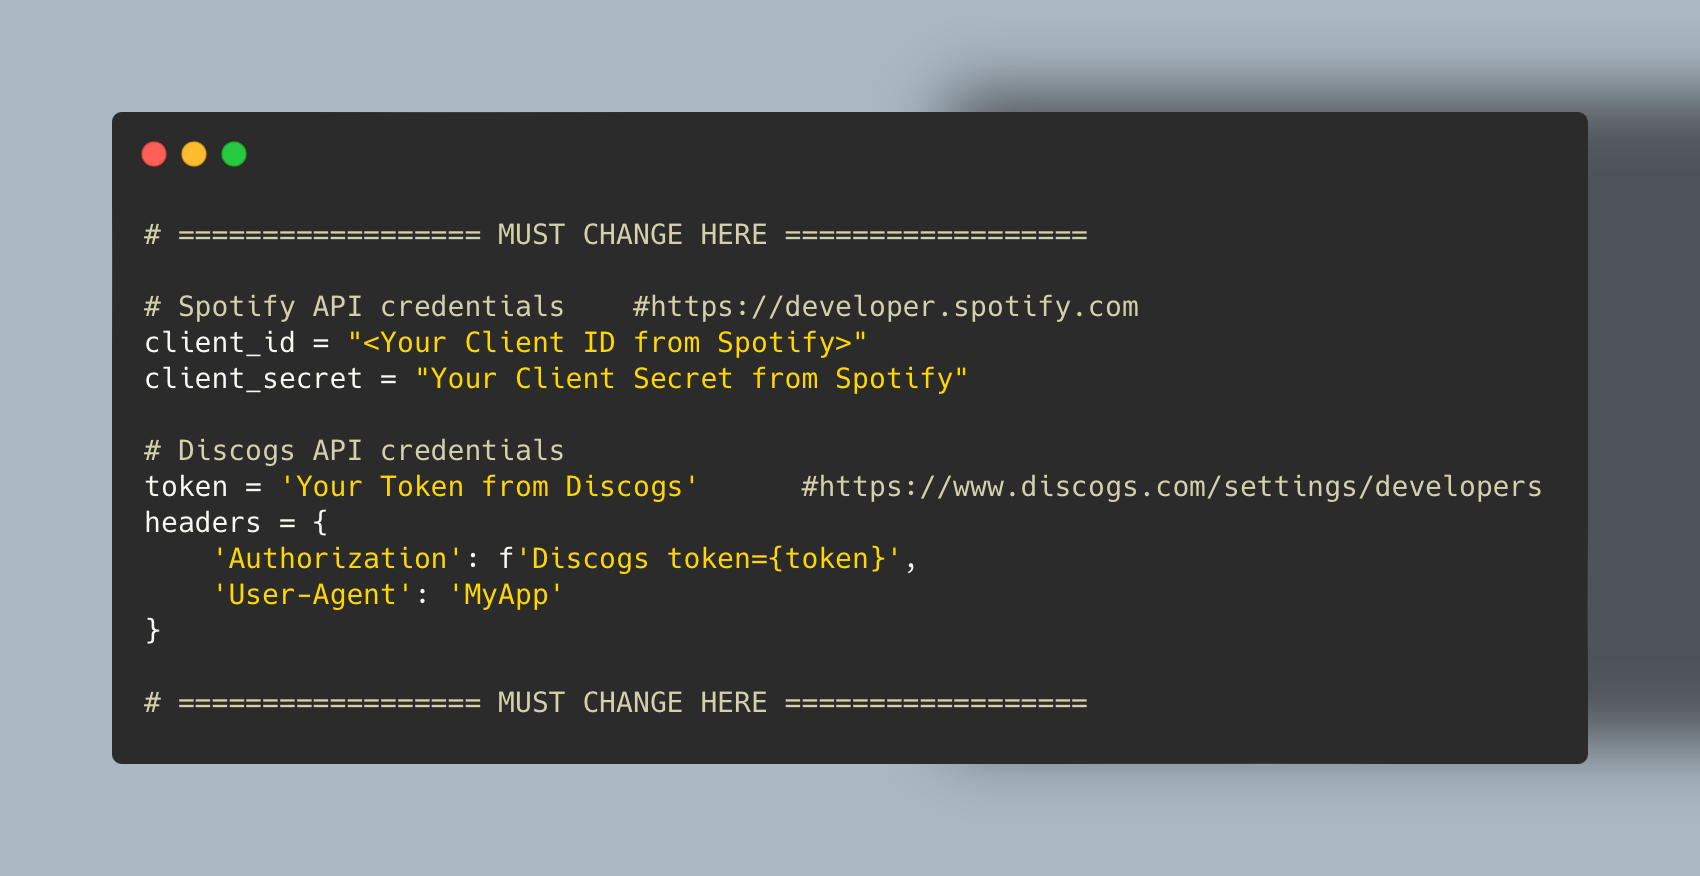 # ================== MUST CHANGE HERE ==================
# Spotify API credentials    #https://developer.spotify.com
client_id = "<Your Client ID from Spotify>"
client_secret = "Your Client Secret from Spotify"
# Discogs API credentials
token = 'Your Token from Discogs'      #https://www.discogs.com/settings/developers
headers = {
    'Authorization': f'Discogs token={token}',
    'User-Agent': 'MyApp'
}
# ================== MUST CHANGE HERE ==================